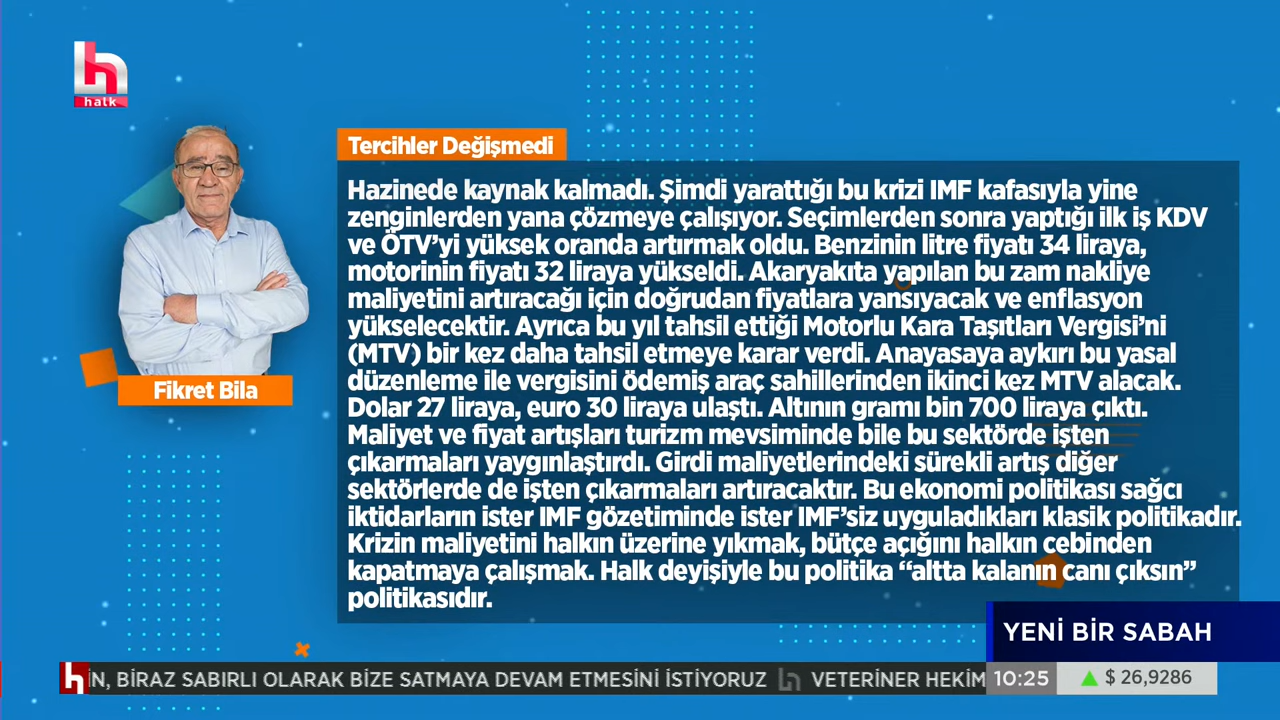 h
halk
Tercihler Değişmedi
Hazinede kaynak kalmadı. Şimdi yarattığı bu krizi IMF kafasıyla yine
zenginlerden yana çözmeye çalışıyor. Seçimlerden sonra yaptığı ilk iş KDV
ve ÖTV’yi yüksek oranda artırmak oldu. Benzinin litre fiyatı 34 liraya,
motorinin fiyatı 32 liraya yükseldi. Akaryakıta yapılan bu zam nakliye
maliyetini artıracağı için doğrudan fiyatlara yansıyacak ve enflasyon
yükselecektir. Ayrıca bu yıl tahsil ettiği Motorlu Kara Taşıtları Vergisi’ni
(MTV) bir kez daha tahsil etmeye karar verdi. Anayasaya aykırı bu yasal
düzenleme ile vergisini ödemiş araç sahillerinden ikinci kez MTV alacak.
Dolar 27 liraya, euro 30 liraya ulaştı. Altının gramı bin 700 liraya çıktı.
Maliyet ve fiyat artışları turizm mevsiminde bile bu sektörde işten
çıkarmaları yaygınlaştırdı. Girdi maliyetlerindeki sürekli artış diğer
sektörlerde de işten çıkarmaları artıracaktır. Bu ekonomi politikası sağcı
iktidarların ister IMF gözetiminde ister IMF’siz uyguladıkları klasik politikadır.
Krizin maliyetini halkın üzerine yıkmak, bütçe açığını halkın cebinden
kapatmaya çalışmak. Halk deyişiyle bu politika “altta kalanın canı çıksın”
politikasıdır.
Fikret Bila
YENİ BİR SABAH
h İN, BİRAZ SABIRLI OLARAK BİZE SATMAYA DEVAM ETMESİNİ İSTİYORUZ h VETERİNER HEKİM 10:25 $ 26,9286